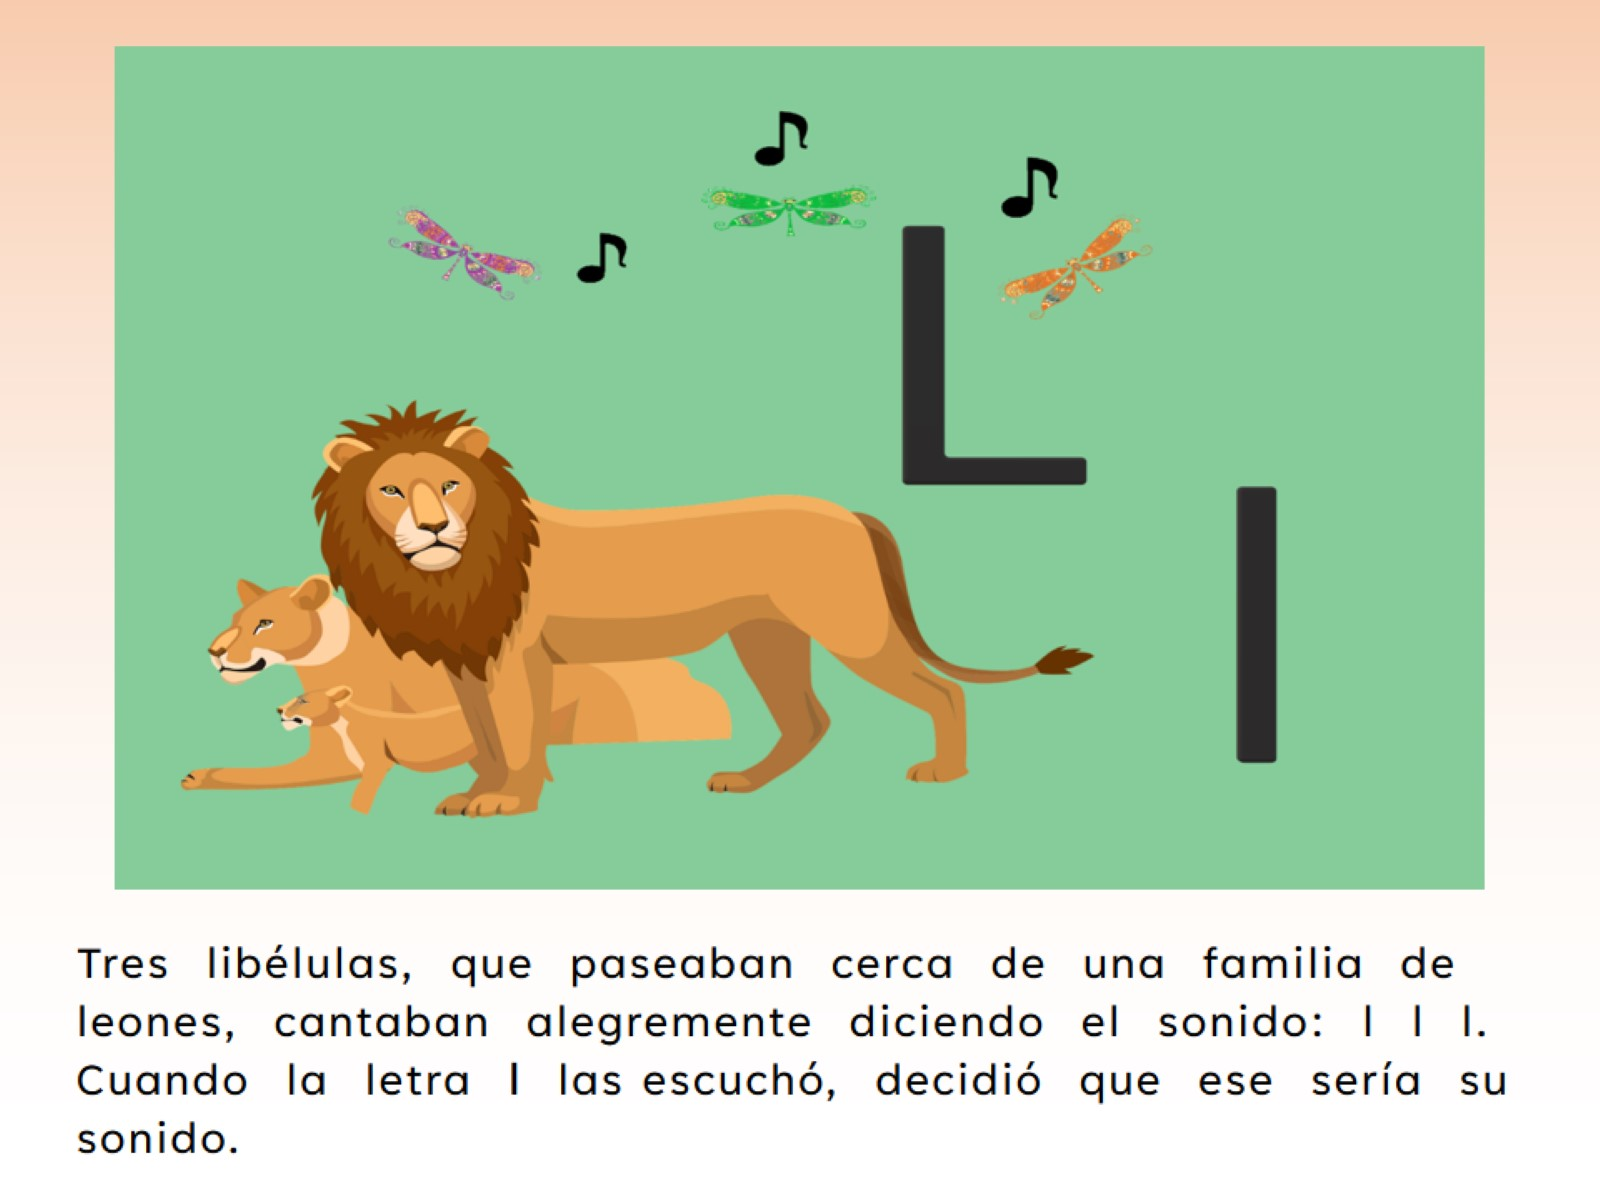 L
l
Tres libélulas, que paseaban cerca de una familia de
leones, cantaban alegremente diciendo el sonido: l l l.
Cuando la letra l las escuchó, decidió que ese sería su
sonido.